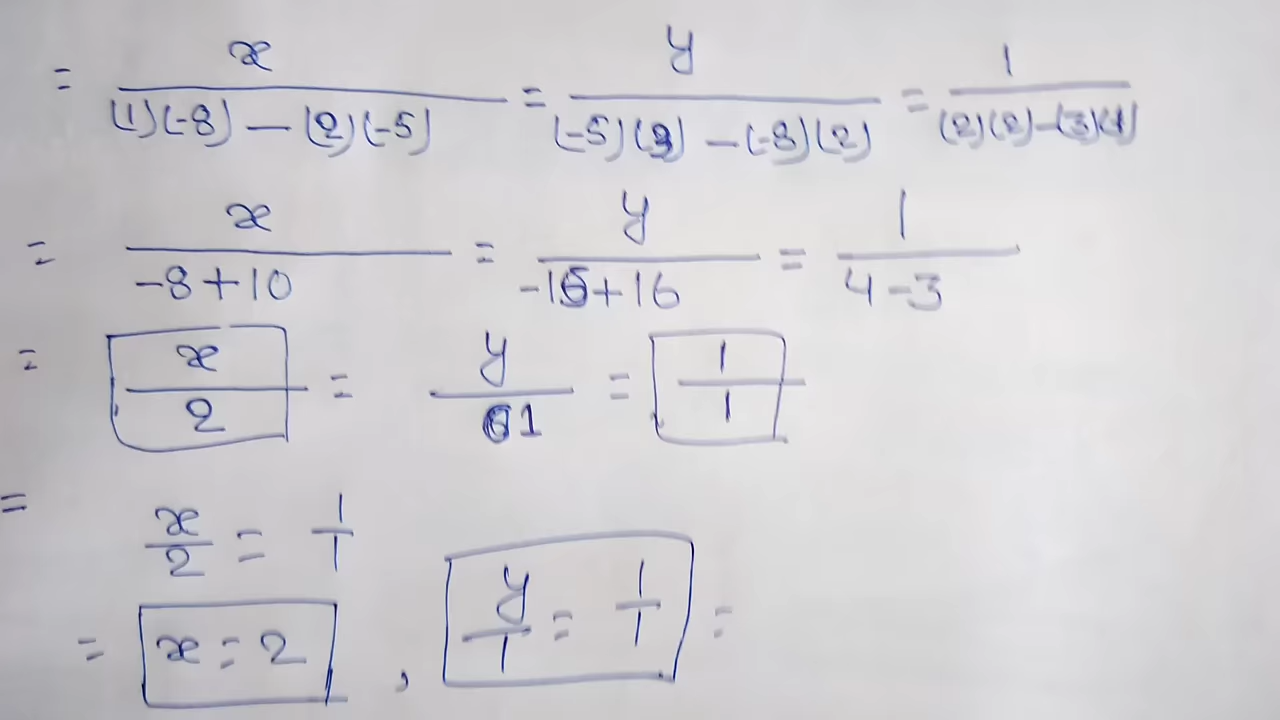 = x/((1)(-8) - (2)(-5)) = y/((-5)(3) - (-8)(2)) = 1/((2)(2)-(3)(1))
= x/(-8+10) = y/(-15+16) = 1/(4-3)
= x/2 = y/1 = 1/1
= x/2 = 1/1
= x = 2 , y/1 = 1/1 =